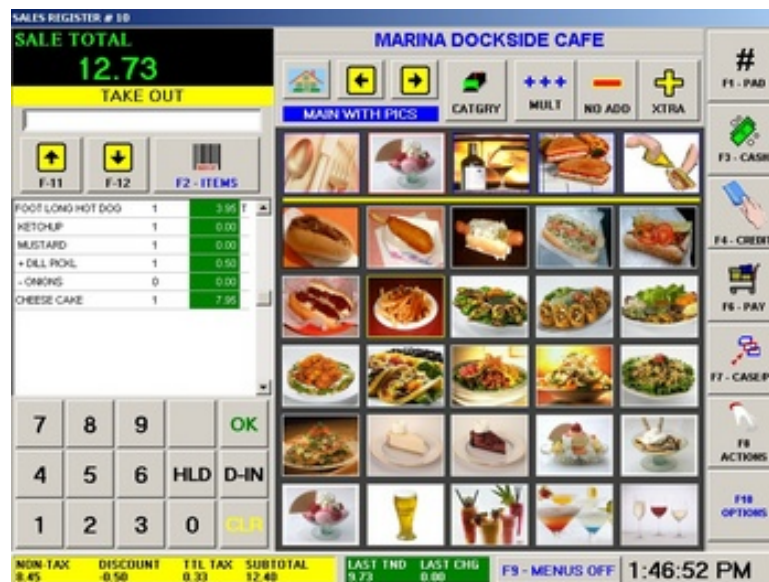 SALES REGISTER # 10
SALE TOTAL
12.73
TAKE OUT
F-11
F-12
F2 - ITEMS
FOOT LONG HOT DOG 1 3.95 T
KETCHUP 1 0.00
MUSTARD 1 0.00
+ DILL PICKL 1 0.50
- ONIONS 0 0.00
CHEESE CAKE 1 7.95
7 8 9 OK
4 5 6 HLD D-IN
1 2 3 0 CLR
MARINA DOCKSIDE CAFE
MAIN WITH PICS
CATGRY
+++
MULT
NO ADD
XTRA
#
F1 - PAD
F3 - CASH
F4 - CREDIT
F6 - PAY
F7 - CASE/P
F8
ACTIONS
F10
OPTIONS
NON-TAX DISCOUNT TTL TAX SUBTOTAL
8.45 -0.50 0.33 12.40
LAST TND LAST CHG
9.73 0.00
F9 - MENUS OFF
1:46:52 PM